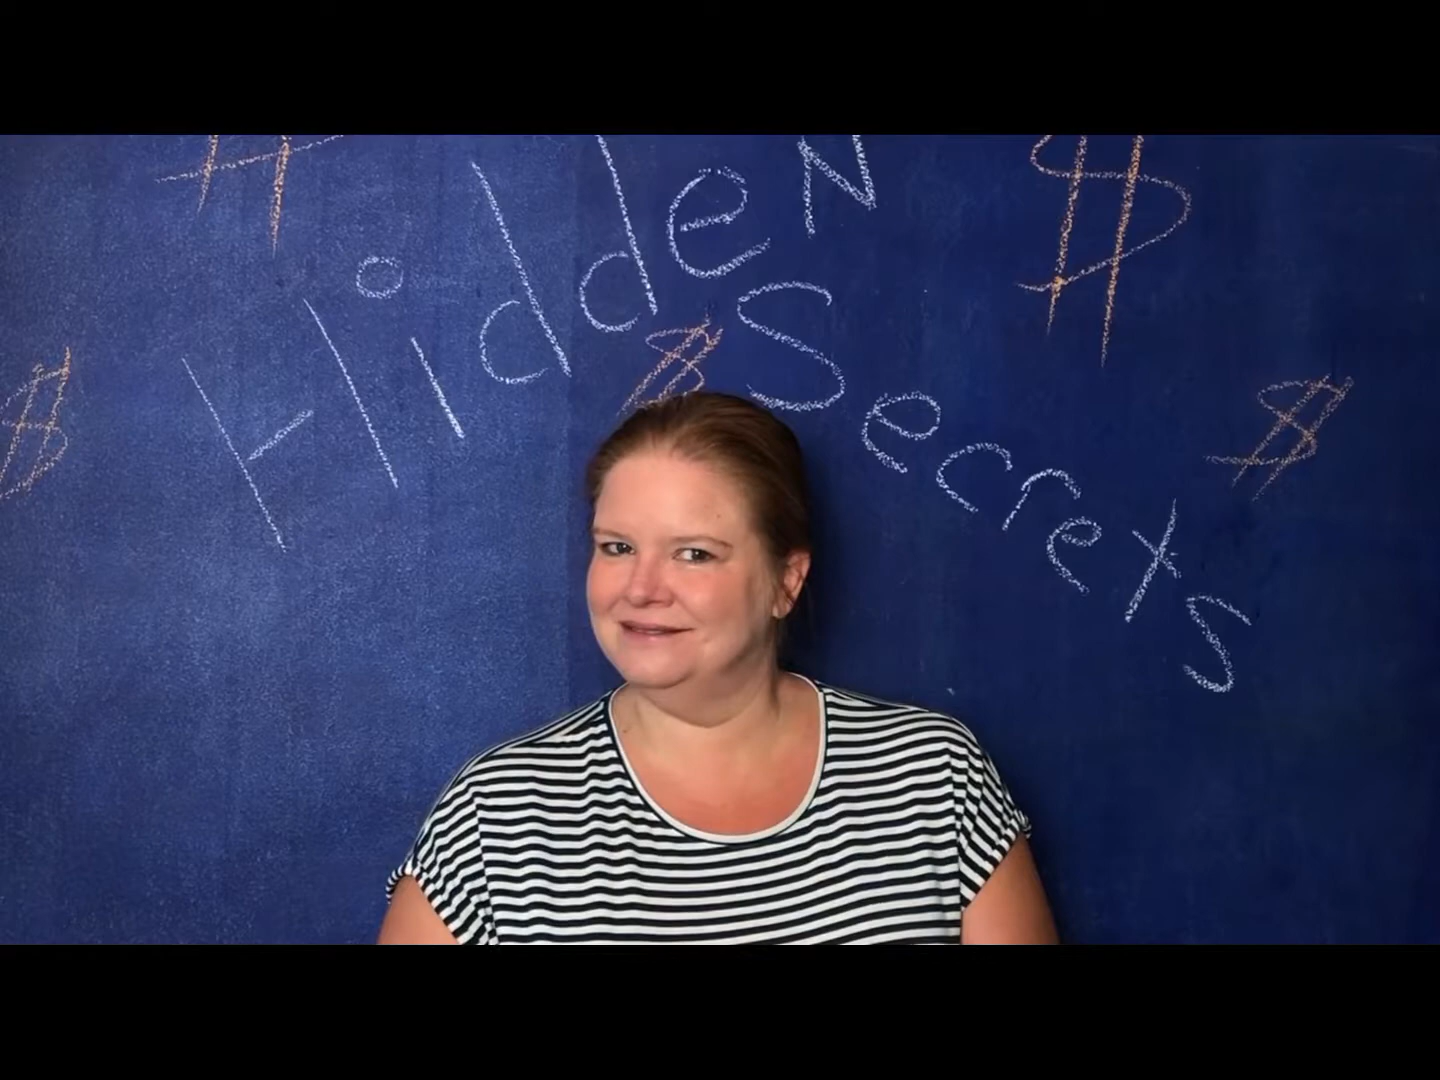 $ $
HiddeN
$ $ $
Secrets